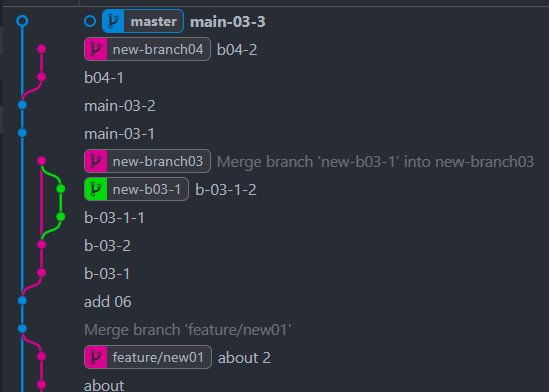 master main-03-3
new-branch04 b04-2
b04-1
main-03-2
main-03-1
new-branch03 Merge branch 'new-b03-1' into new-branch03
new-b03-1 b-03-1-2
b-03-1-1
b-03-2
b-03-1
add 06
Merge branch 'feature/new01'
feature/new01 about 2
about